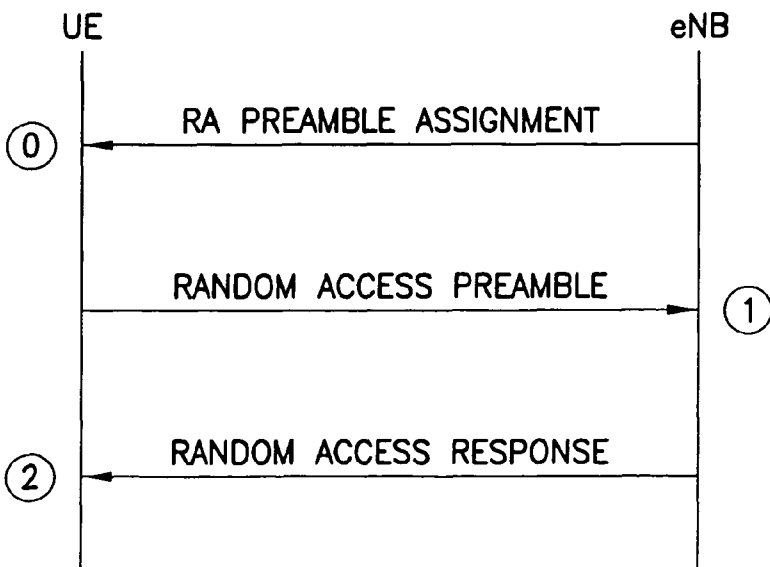 UE
eNB
RA PREAMBLE ASSIGNMENT
0
RANDOM ACCESS PREAMBLE
1
RANDOM ACCESS RESPONSE
2